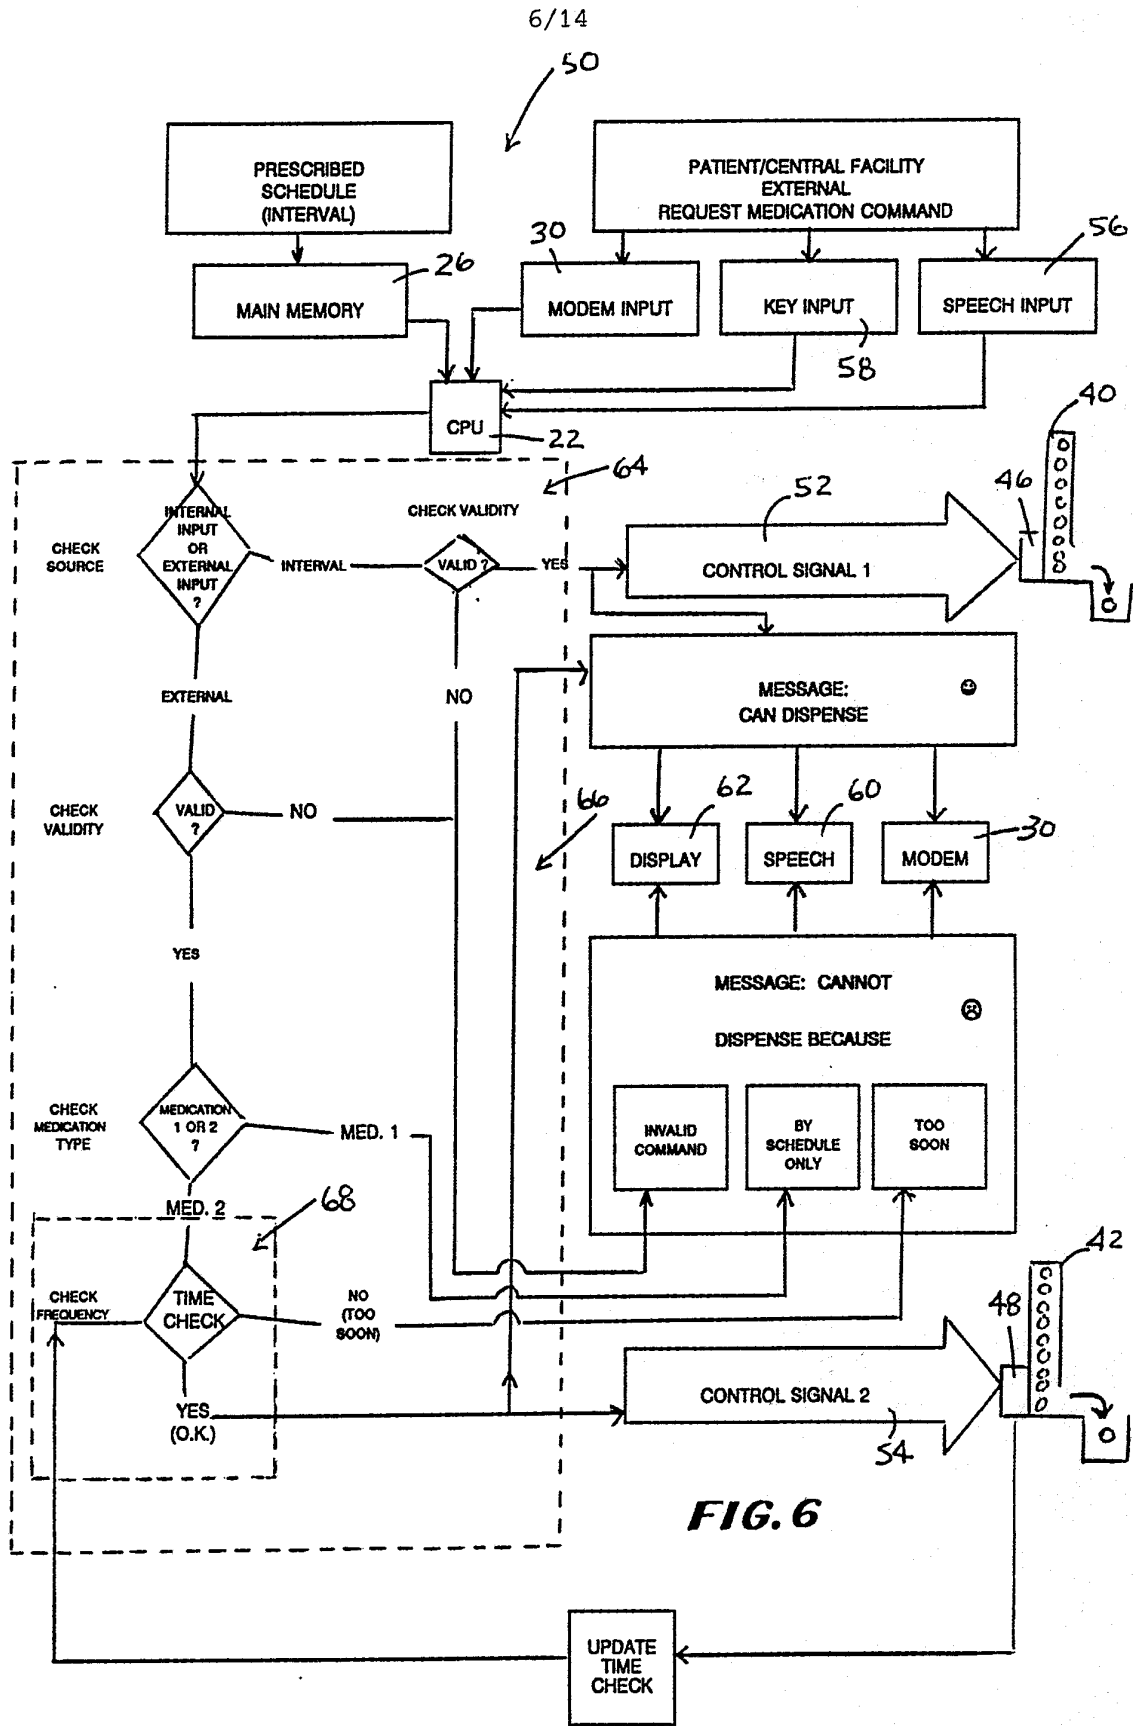 6/14
50
PRESCRIBED
SCHEDULE
(INTERVAL)
PATIENT/CENTRAL FACILITY
EXTERNAL
REQUEST MEDICATION COMMAND
26
30
56
MAIN MEMORY
MODEM INPUT
KEY INPUT
SPEECH INPUT
58
CPU
22
40
64
52
46
CHECK
SOURCE
INTERNAL
INPUT
OR
EXTERNAL
INPUT
?
INTERVAL
CHECK VALIDITY
VALID ?
YES
CONTROL SIGNAL 1
EXTERNAL
NO
MESSAGE:
CAN DISPENSE
CHECK
VALIDITY
VALID
?
NO
66
62
60
30
DISPLAY
SPEECH
MODEM
YES
MESSAGE: CANNOT
DISPENSE BECAUSE
CHECK
MEDICATION
TYPE
MEDICATION
1 OR 2
?
MED. 1
INVALID
COMMAND
BY
SCHEDULE
ONLY
TOO
SOON
MED. 2
68
42
CHECK
FREQUENCY
TIME
CHECK
NO
(TOO
SOON)
48
YES
(O.K.)
CONTROL SIGNAL 2
54
FIG. 6
UPDATE
TIME
CHECK